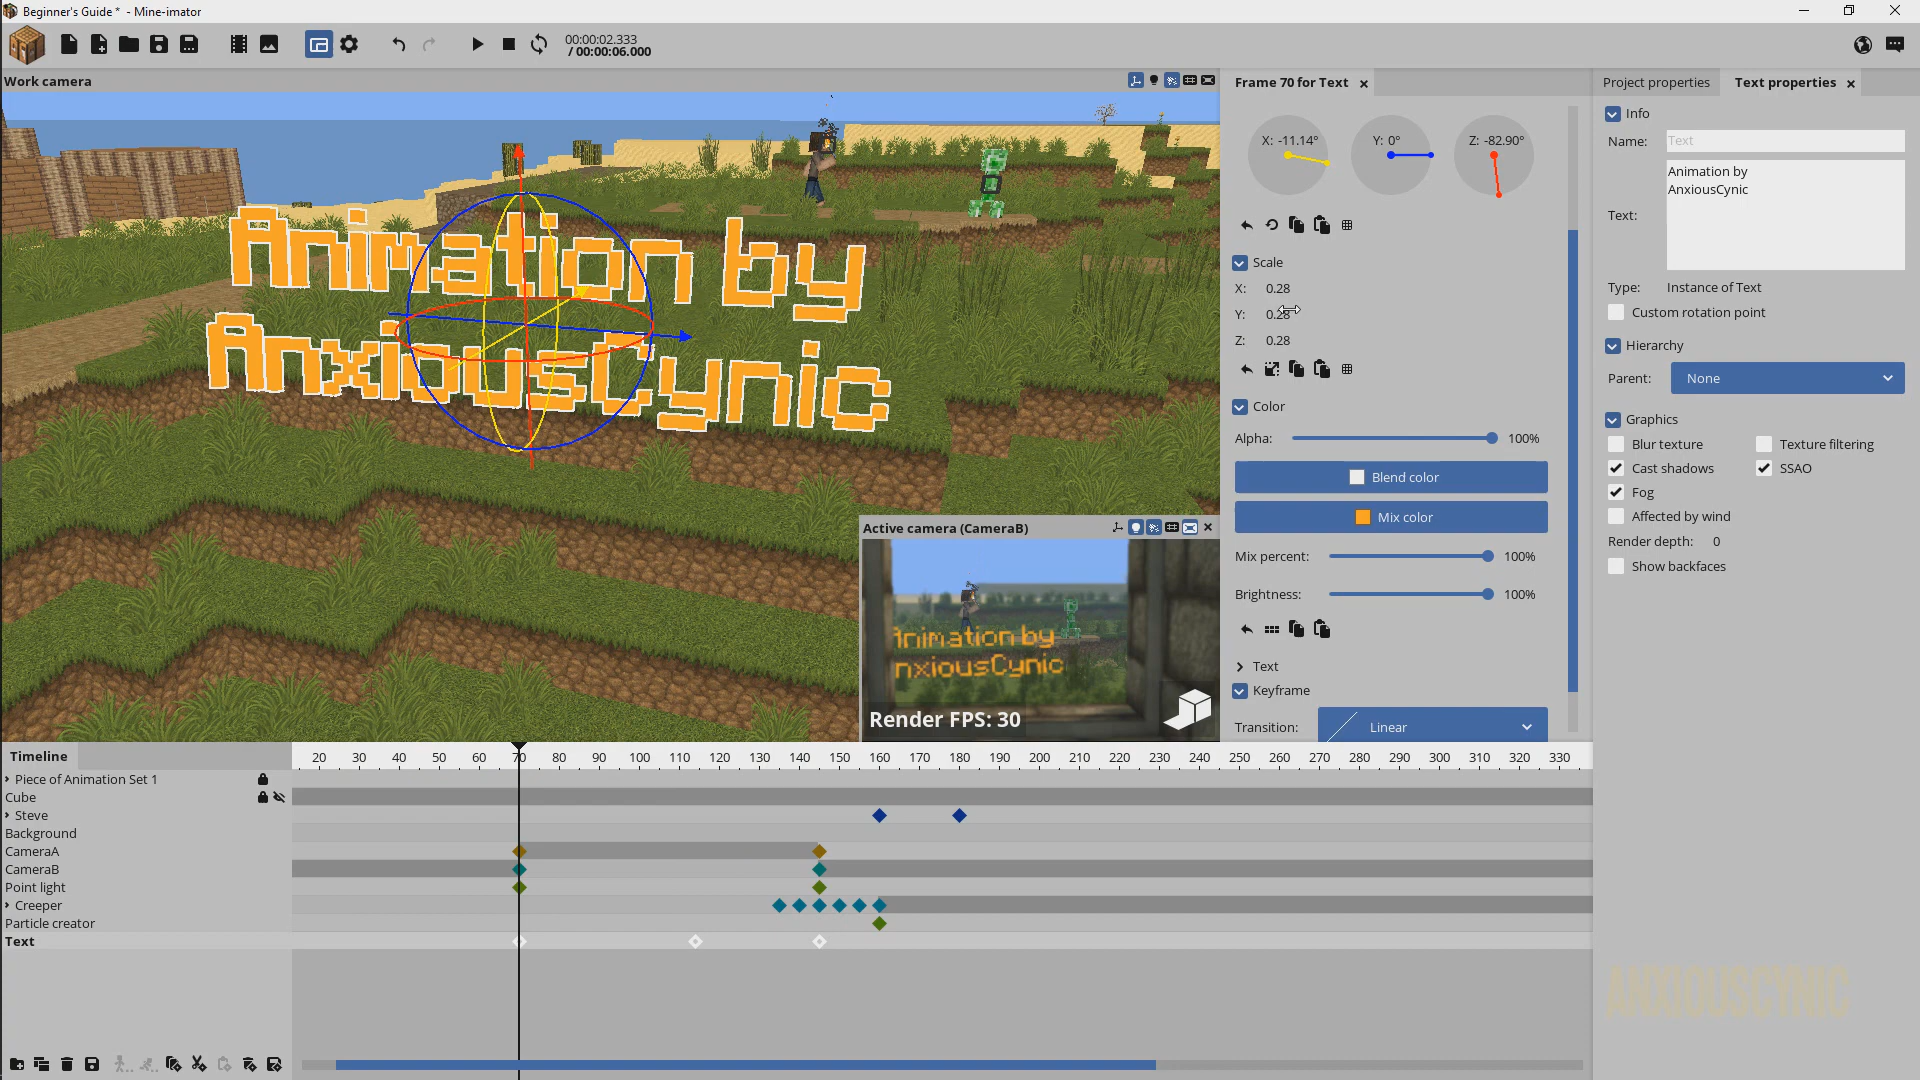 Beginner's Guide * - Mine-imator
00:00:02.333
/ 00:00:06.000
Work camera
Animation by
AnxiousCynic
Active camera (CameraB)
Animation by
nxiousCynic
Render FPS: 30
Frame 70 for Text
X: -11.14°
Y: 0°
Z: -82.90°
Scale
X: 0.28
Y: 0.28
Z: 0.28
Color
Alpha: 100%
Blend color
Mix color
Mix percent: 100%
Brightness: 100%
Text
Keyframe
Transition: Linear
Project properties
Text properties
Info
Name: Text
Text: Animation by
AnxiousCynic
Type: Instance of Text
Custom rotation point
Hierarchy
Parent: None
Graphics
Blur texture
Texture filtering
Cast shadows
SSAO
Fog
Affected by wind
Render depth: 0
Show backfaces
Timeline
20 30 40 50 60 70 80 90 100 110 120 130 140 150 160 170 180 190 200 210 220 230 240 250 260 270 280 290 300 310 320 330
Piece of Animation Set 1
Cube
Steve
Background
CameraA
CameraB
Point light
Creeper
Particle creator
Text
ANXIOUSCYNIC